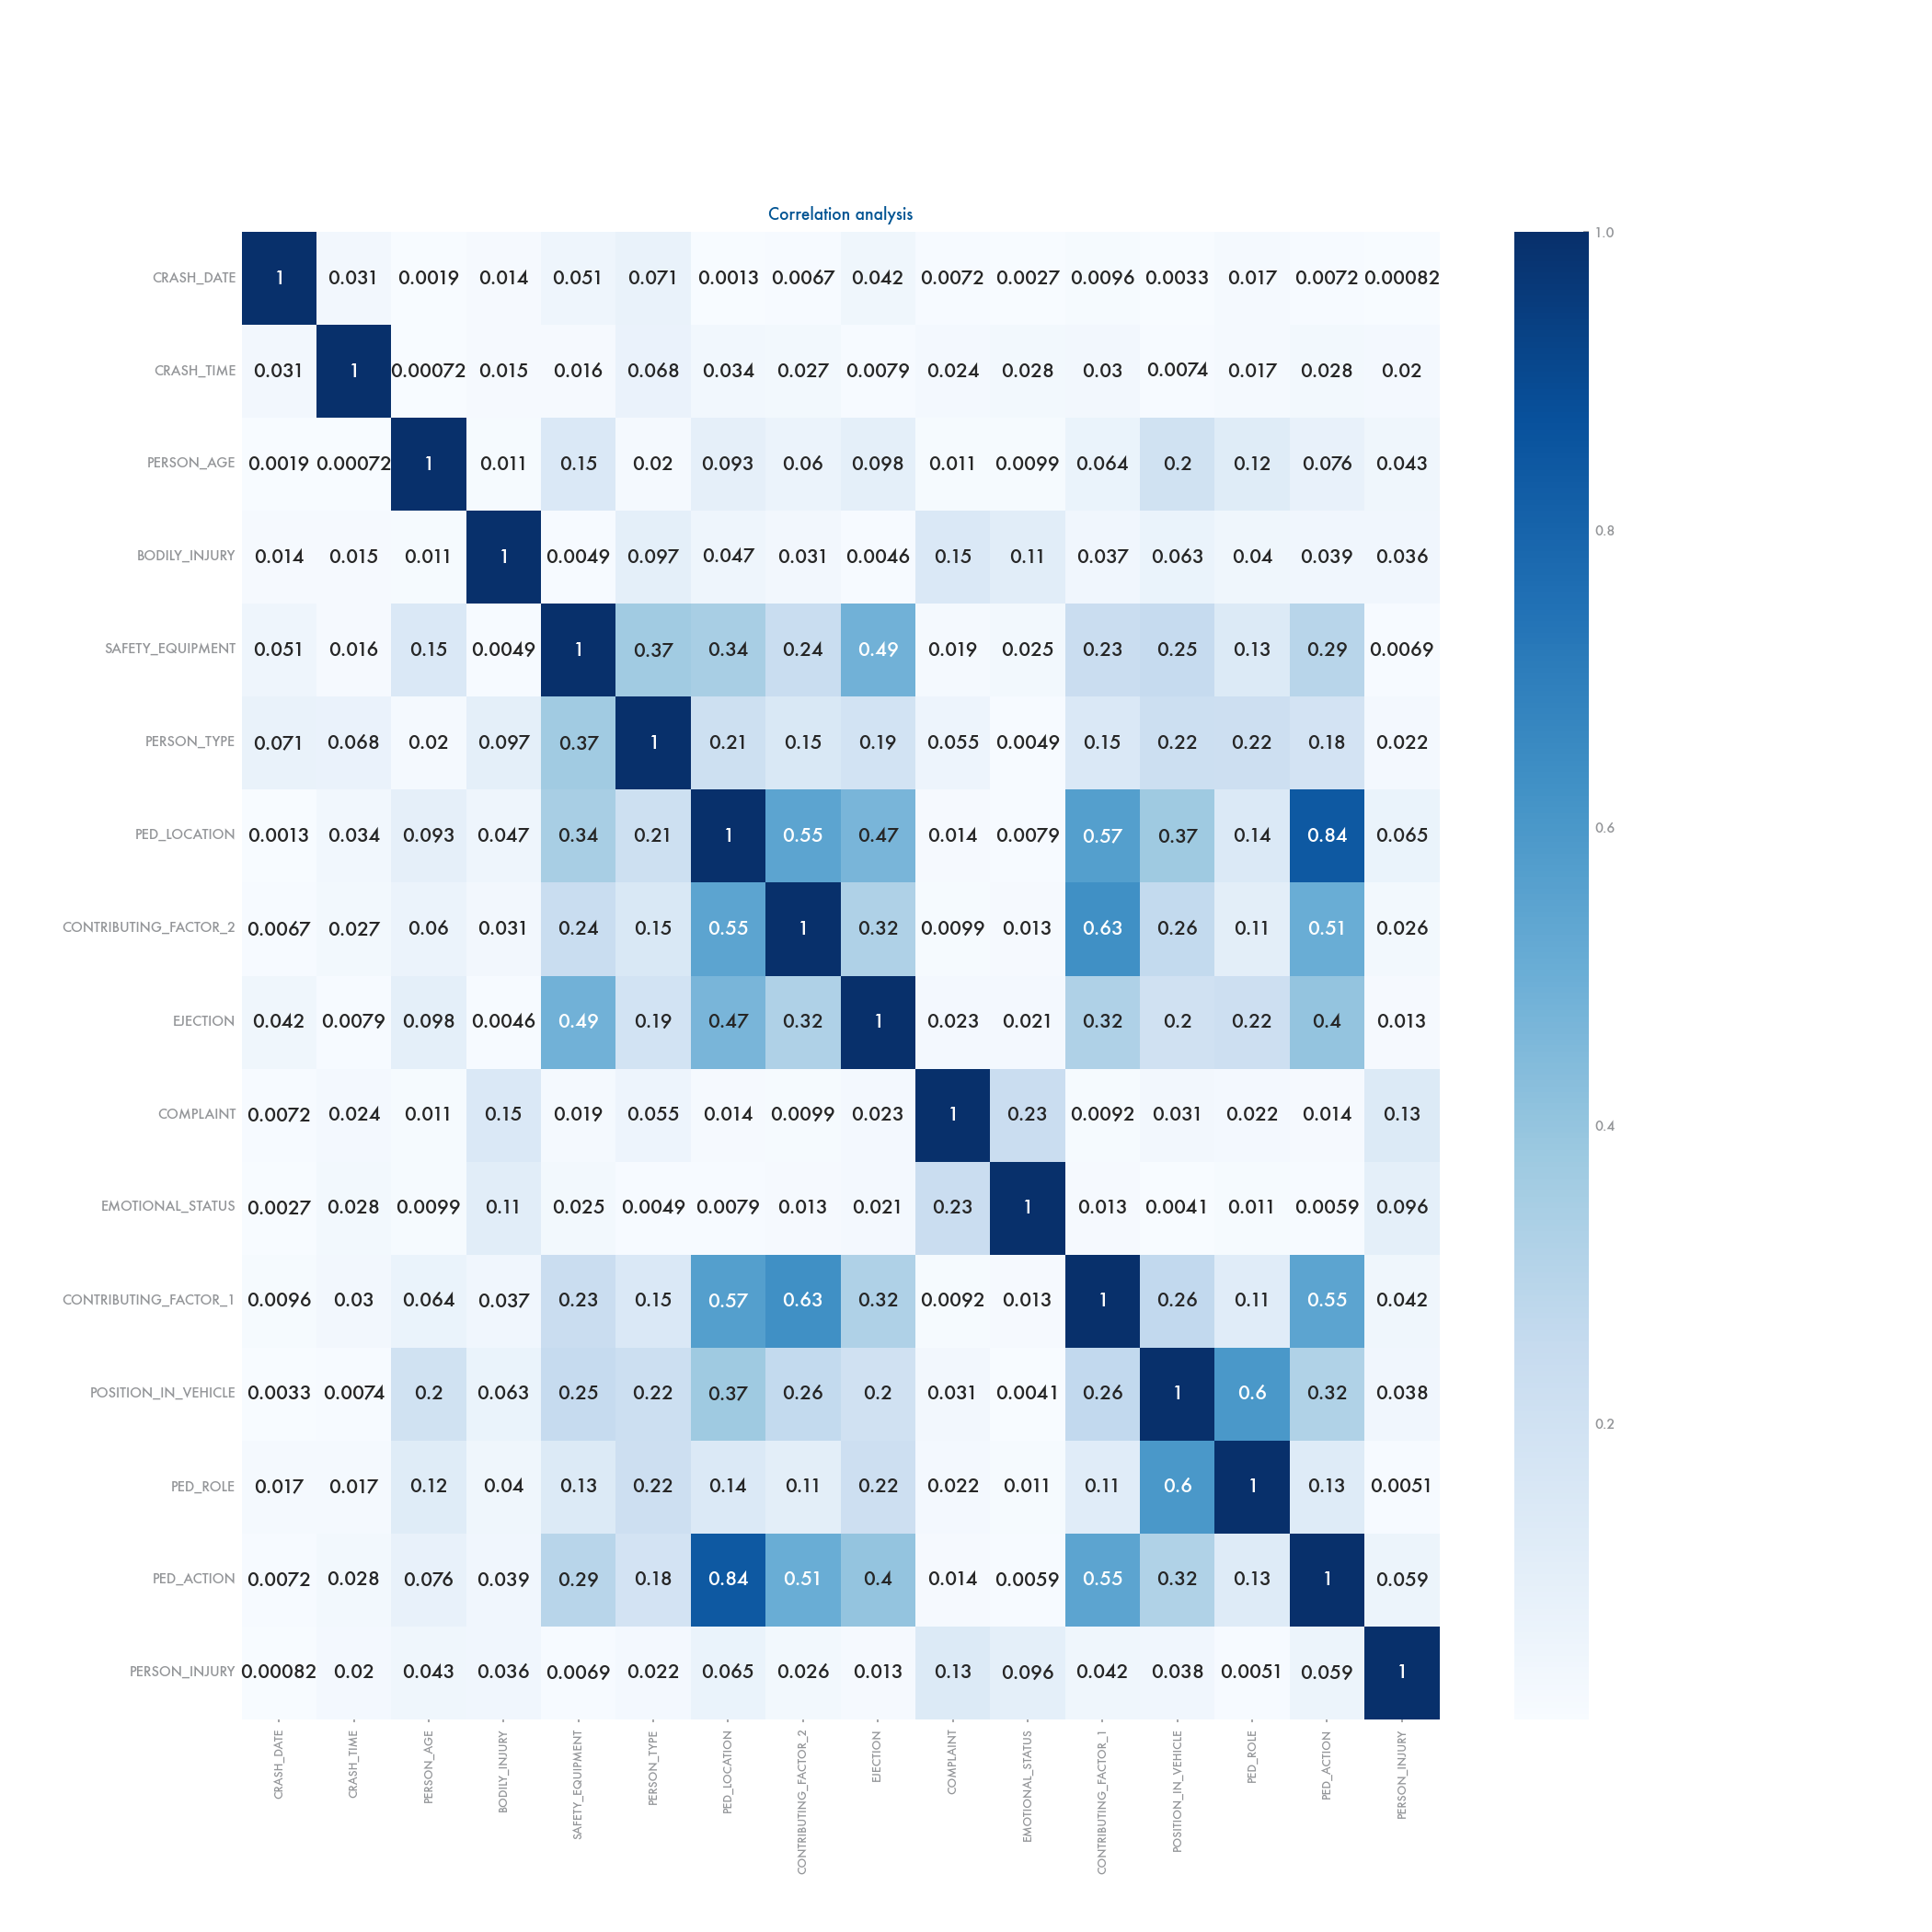 Correlation analysis
CRASH_DATE 1 0.031 0.0019 0.014 0.051 0.071 0.0013 0.0067 0.042 0.0072 0.0027 0.0096 0.0033 0.017 0.0072 0.00082
CRASH_TIME 0.031 1 0.00072 0.015 0.016 0.068 0.034 0.027 0.0079 0.024 0.028 0.03 0.0074 0.017 0.028 0.02
PERSON_AGE 0.0019 0.00072 1 0.011 0.15 0.02 0.093 0.06 0.098 0.011 0.0099 0.064 0.2 0.12 0.076 0.043
BODILY_INJURY 0.014 0.015 0.011 1 0.0049 0.097 0.047 0.031 0.0046 0.15 0.11 0.037 0.063 0.04 0.039 0.036
SAFETY_EQUIPMENT 0.051 0.016 0.15 0.0049 1 0.37 0.34 0.24 0.49 0.019 0.025 0.23 0.25 0.13 0.29 0.0069
PERSON_TYPE 0.071 0.068 0.02 0.097 0.37 1 0.21 0.15 0.19 0.055 0.0049 0.15 0.22 0.22 0.18 0.022
PED_LOCATION 0.0013 0.034 0.093 0.047 0.34 0.21 1 0.55 0.47 0.014 0.0079 0.57 0.37 0.14 0.84 0.065
CONTRIBUTING_FACTOR_2 0.0067 0.027 0.06 0.031 0.24 0.15 0.55 1 0.32 0.0099 0.013 0.63 0.26 0.11 0.51 0.026
EJECTION 0.042 0.0079 0.098 0.0046 0.49 0.19 0.47 0.32 1 0.023 0.021 0.32 0.2 0.22 0.4 0.013
COMPLAINT 0.0072 0.024 0.011 0.15 0.019 0.055 0.014 0.0099 0.023 1 0.23 0.0092 0.031 0.022 0.014 0.13
EMOTIONAL_STATUS 0.0027 0.028 0.0099 0.11 0.025 0.0049 0.0079 0.013 0.021 0.23 1 0.013 0.0041 0.011 0.0059 0.096
CONTRIBUTING_FACTOR_1 0.0096 0.03 0.064 0.037 0.23 0.15 0.57 0.63 0.32 0.0092 0.013 1 0.26 0.11 0.55 0.042
POSITION_IN_VEHICLE 0.0033 0.0074 0.2 0.063 0.25 0.22 0.37 0.26 0.2 0.031 0.0041 0.26 1 0.6 0.32 0.038
PED_ROLE 0.017 0.017 0.12 0.04 0.13 0.22 0.14 0.11 0.22 0.022 0.011 0.11 0.6 1 0.13 0.0051
PED_ACTION 0.0072 0.028 0.076 0.039 0.29 0.18 0.84 0.51 0.4 0.014 0.0059 0.55 0.32 0.13 1 0.059
PERSON_INJURY 0.00082 0.02 0.043 0.036 0.0069 0.022 0.065 0.026 0.013 0.13 0.096 0.042 0.038 0.0051 0.059 1
CRASH_DATE
CRASH_TIME
PERSON_AGE
BODILY_INJURY
SAFETY_EQUIPMENT
PERSON_TYPE
PED_LOCATION
CONTRIBUTING_FACTOR_2
EJECTION
COMPLAINT
EMOTIONAL_STATUS
CONTRIBUTING_FACTOR_1
POSITION_IN_VEHICLE
PED_ROLE
PED_ACTION
PERSON_INJURY
1.0
0.8
0.6
0.4
0.2